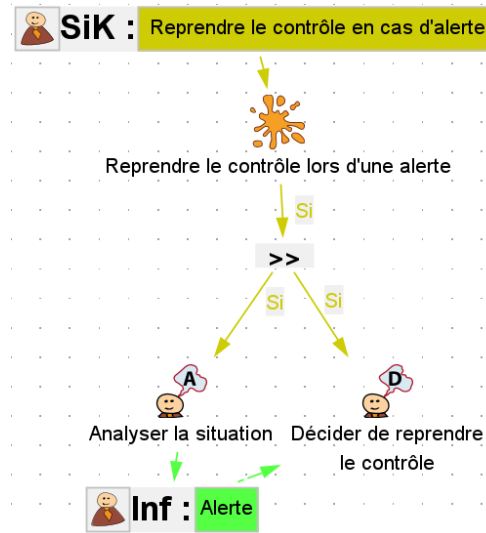 SiK : Reprendre le contrôle en cas d'alerte
Reprendre le contrôle lors d'une alerte
Si
>>
Si Si
A D
Analyser la situation Décider de reprendre
le contrôle
Inf : Alerte